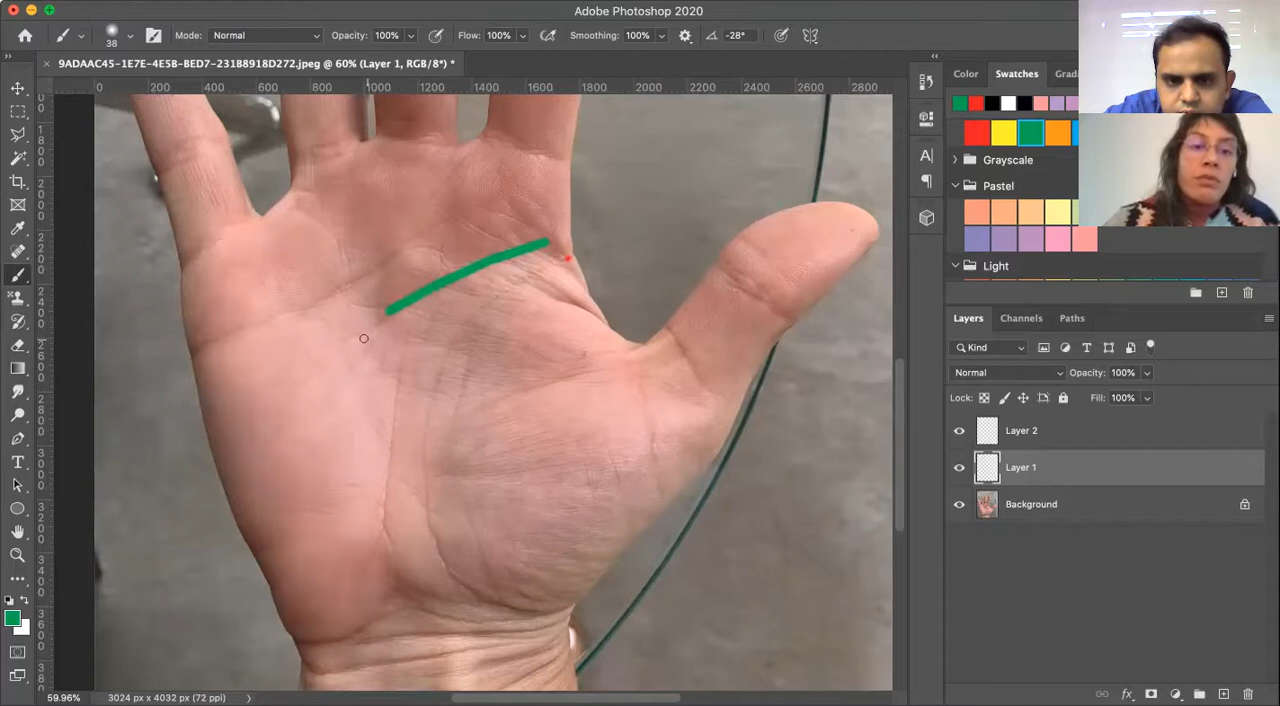 Adobe Photoshop 2020
38 Mode: Normal Opacity: 100% Flow: 100% Smoothing: 100% -28°
9ADAAC45-1E7E-4E5B-BED7-231B8918D272.jpeg @ 60% (Layer 1, RGB/8*) *
0 200 400 600 800 1000 1200 1400 1600 1800 2000 2200 2400 2600 2800
Color Swatches Gradi
Grayscale
Pastel
Light
Layers Channels Paths
Kind
Normal Opacity: 100%
Lock: Fill: 100%
Layer 2
Layer 1
Background
59.96% 3024 px x 4032 px (72 ppi)